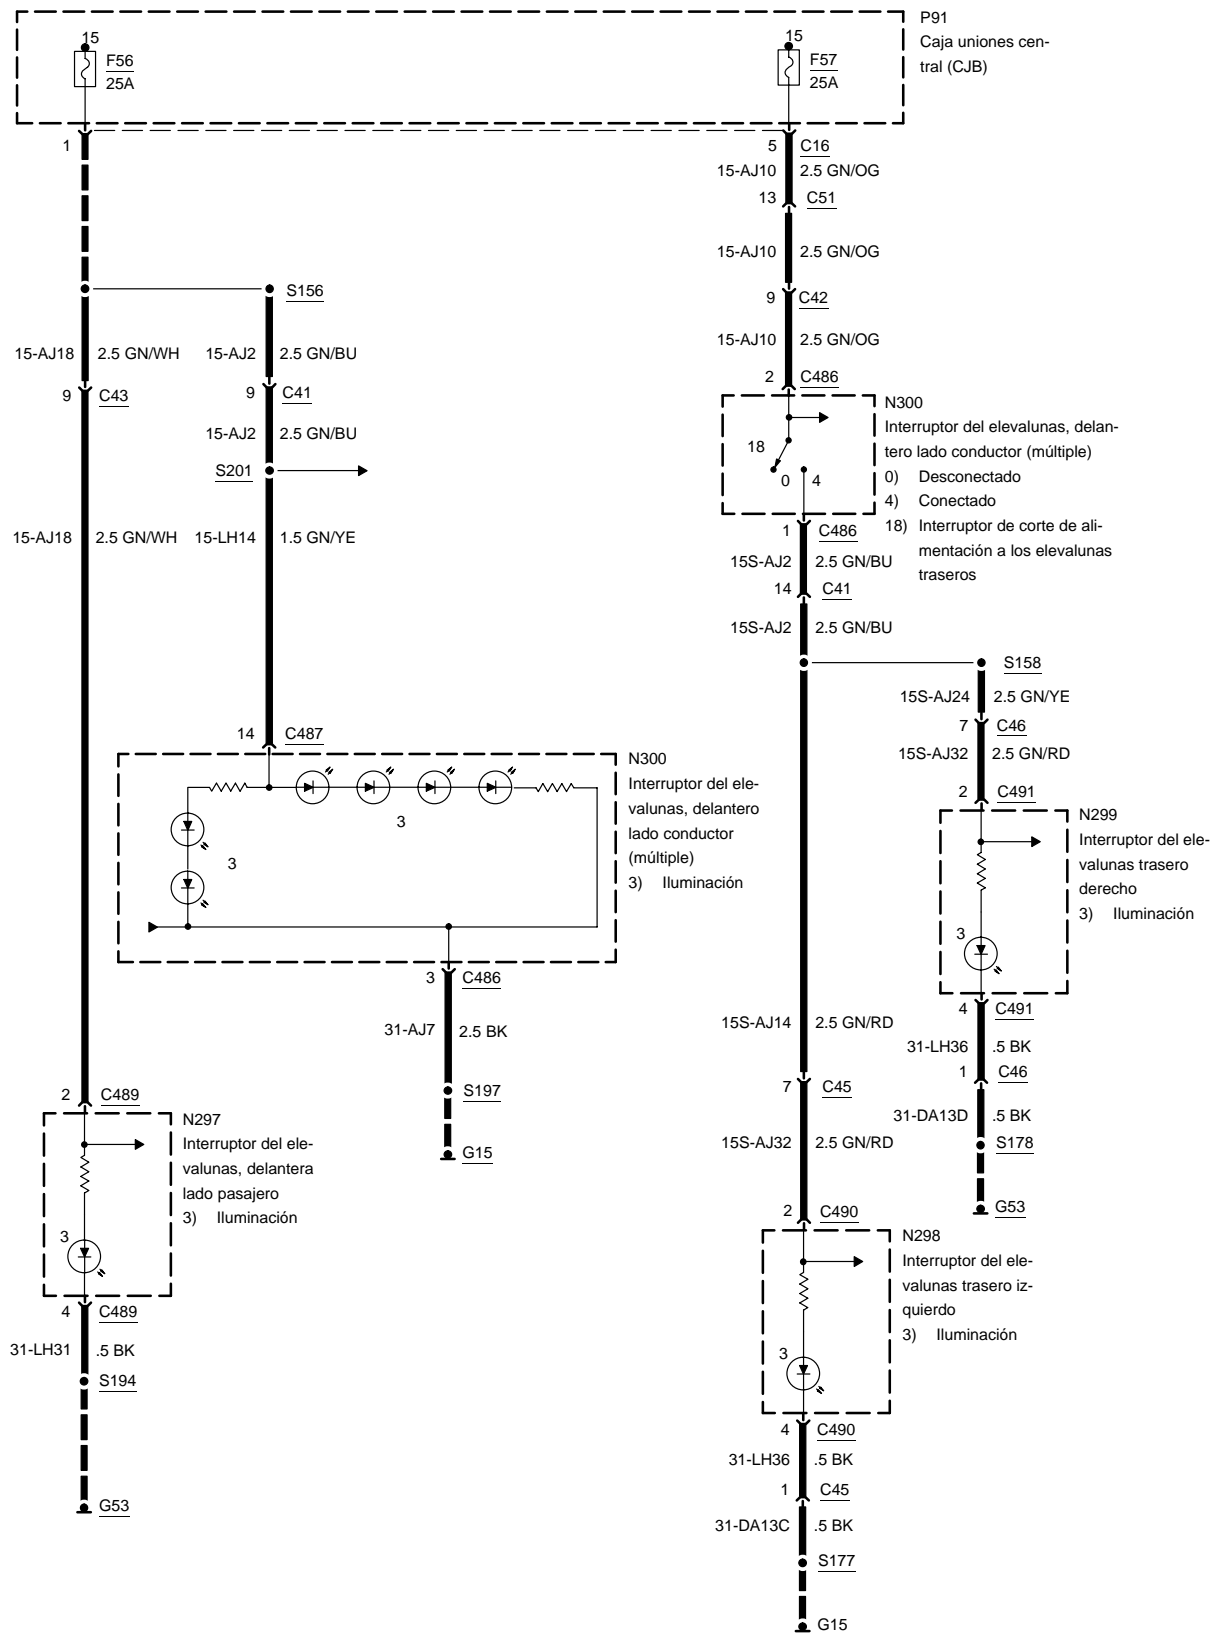 P91
Caja uniones cen-
tral (CJB)
15
F56
25A
15
F57
25A
1
5 C16
15-AJ10 2.5 GN/OG
13 C51
15-AJ10 2.5 GN/OG
S156
9 C42
15-AJ10 2.5 GN/OG
15-AJ18 2.5 GN/WH
15-AJ2 2.5 GN/BU
2 C486
9 C43
9 C41
15-AJ2 2.5 GN/BU
S201
N300
Interruptor del elevalunas, delan-
tero lado conductor (múltiple)
0) Desconectado
4) Conectado
18) Interruptor de corte de ali-
mentación a los elevalunas
traseros
18
0 4
15-AJ18 2.5 GN/WH
15-LH14 1.5 GN/YE
1 C486
15S-AJ2 2.5 GN/BU
14 C41
15S-AJ2 2.5 GN/BU
S158
15S-AJ24 2.5 GN/YE
7 C46
15S-AJ32 2.5 GN/RD
14 C487
N300
Interruptor del ele-
valunas, delantero
lado conductor
(múltiple)
3) Iluminación
3
3
2 C491
N299
Interruptor del ele-
valunas trasero
derecho
3) Iluminación
3
3 C486
31-AJ7 2.5 BK
S197
G15
4 C491
31-LH36 .5 BK
1 C46
31-DA13D .5 BK
S178
G53
15S-AJ14 2.5 GN/RD
7 C45
15S-AJ32 2.5 GN/RD
2 C489
N297
Interruptor del ele-
valunas, delantera
lado pasajero
3) Iluminación
3
4 C489
31-LH31 .5 BK
S194
G53
2 C490
N298
Interruptor del ele-
valunas trasero iz-
quierdo
3) Iluminación
3
4 C490
31-LH36 .5 BK
1 C45
31-DA13C .5 BK
S177
G15